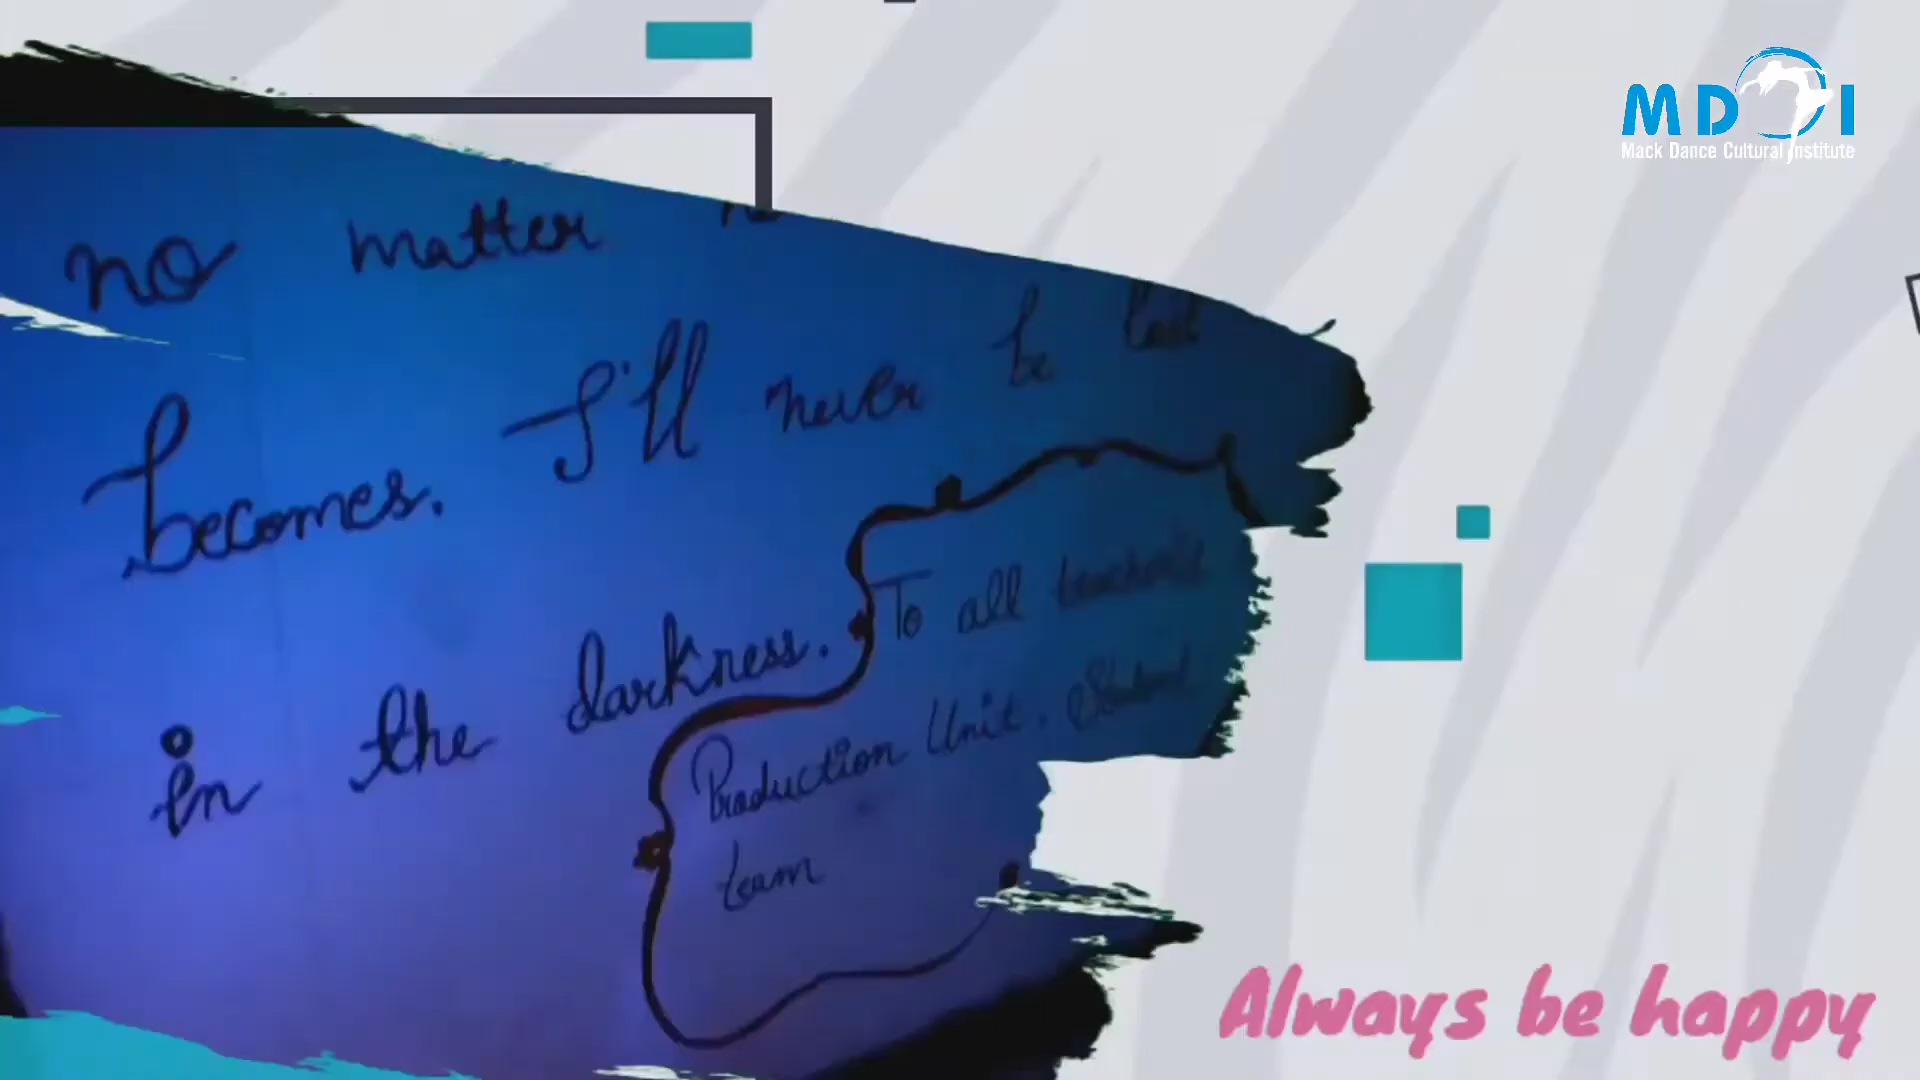 MDCI
Mack Dance Cultural Institute
no matter
becomes. I'll never be lost
in the darkness.
To all
Production Unit.
team
Always be happy